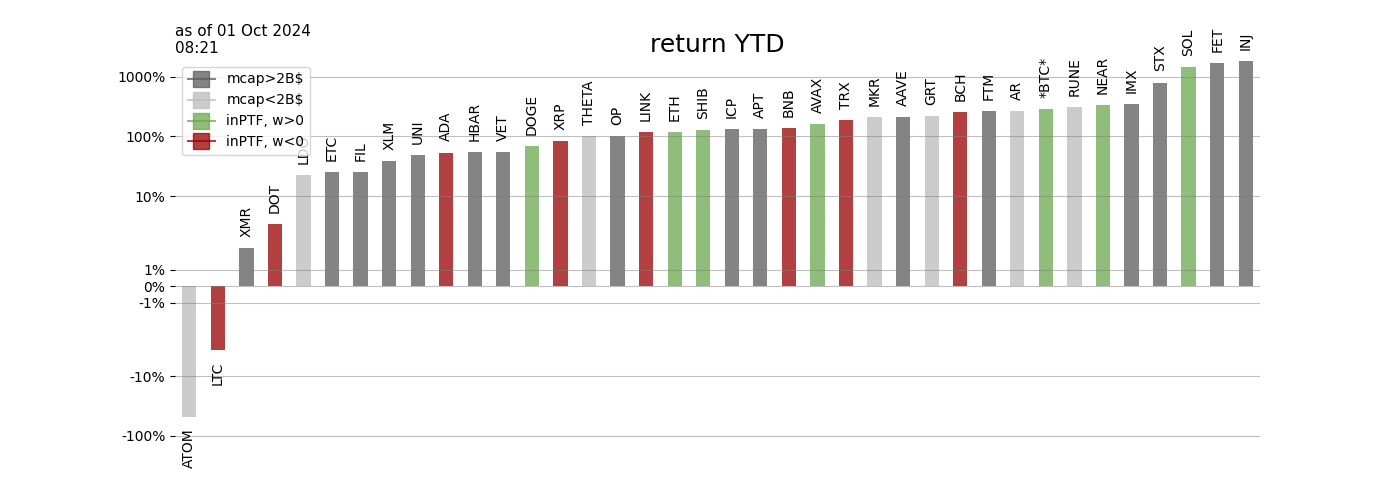 as of 01 Oct 2024
08:21
return YTD
mcap>2B$
mcap<2B$
inPTF, w>0
inPTF, w<0
1000%
100%
10%
1%
0%
-1%
-10%
-100%
ATOM
LTC
XMR
DOT
ETC
FIL
XLM
UNI
ADA
HBAR
VET
DOGE
XRP
THETA
OP
LINK
ETH
SHIB
ICP
APT
BNB
AVAX
TRX
MKR
AAVE
GRT
BCH
FTM
AR
*BTC*
RUNE
NEAR
IMX
STX
SOL
FET
INJ